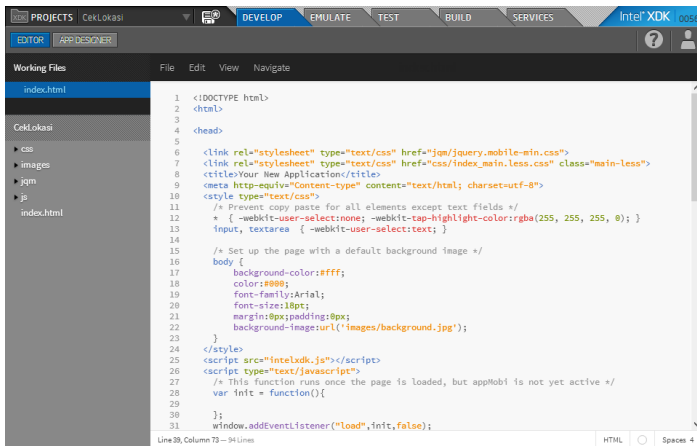 XDK PROJECTS CekLokasi DEVELOP EMULATE TEST BUILD SERVICES Intel® XDK 0056
EDITOR APP DESIGNER ?
Working Files File Edit View Navigate
index.html
CekLokasi
css
images
jqm
js
index.html
1 <!DOCTYPE html>
2 <html>
3
4 <head>
5
6 <link rel="stylesheet" type="text/css" href="jqm/jquery.mobile-min.css">
7 <link rel="stylesheet" type="text/css" href="css/index_main.less.css" class="main-less">
8 <title>Your New Application</title>
9 <meta http-equiv="Content-type" content="text/html; charset=utf-8">
10 <style type="text/css">
11 /* Prevent copy paste for all elements except text fields */
12 * { -webkit-user-select:none; -webkit-tap-highlight-color:rgba(255, 255, 255, 0); }
13 input, textarea { -webkit-user-select:text; }
14
15 /* Set up the page with a default background image */
16 body {
17 background-color:#fff;
18 color:#000;
19 font-family:Arial;
20 font-size:18pt;
21 margin:0px;padding:0px;
22 background-image:url('images/background.jpg');
23 }
24 </style>
25 <script src="intelxdk.js"></script>
26 <script type="text/javascript">
27 /* This function runs once the page is loaded, but appMobi is not yet active */
28 var init = function(){
29
30 };
31 window.addEventListener("load",init,false);
Line 39, Column 73 — 94 Lines HTML Spaces 4